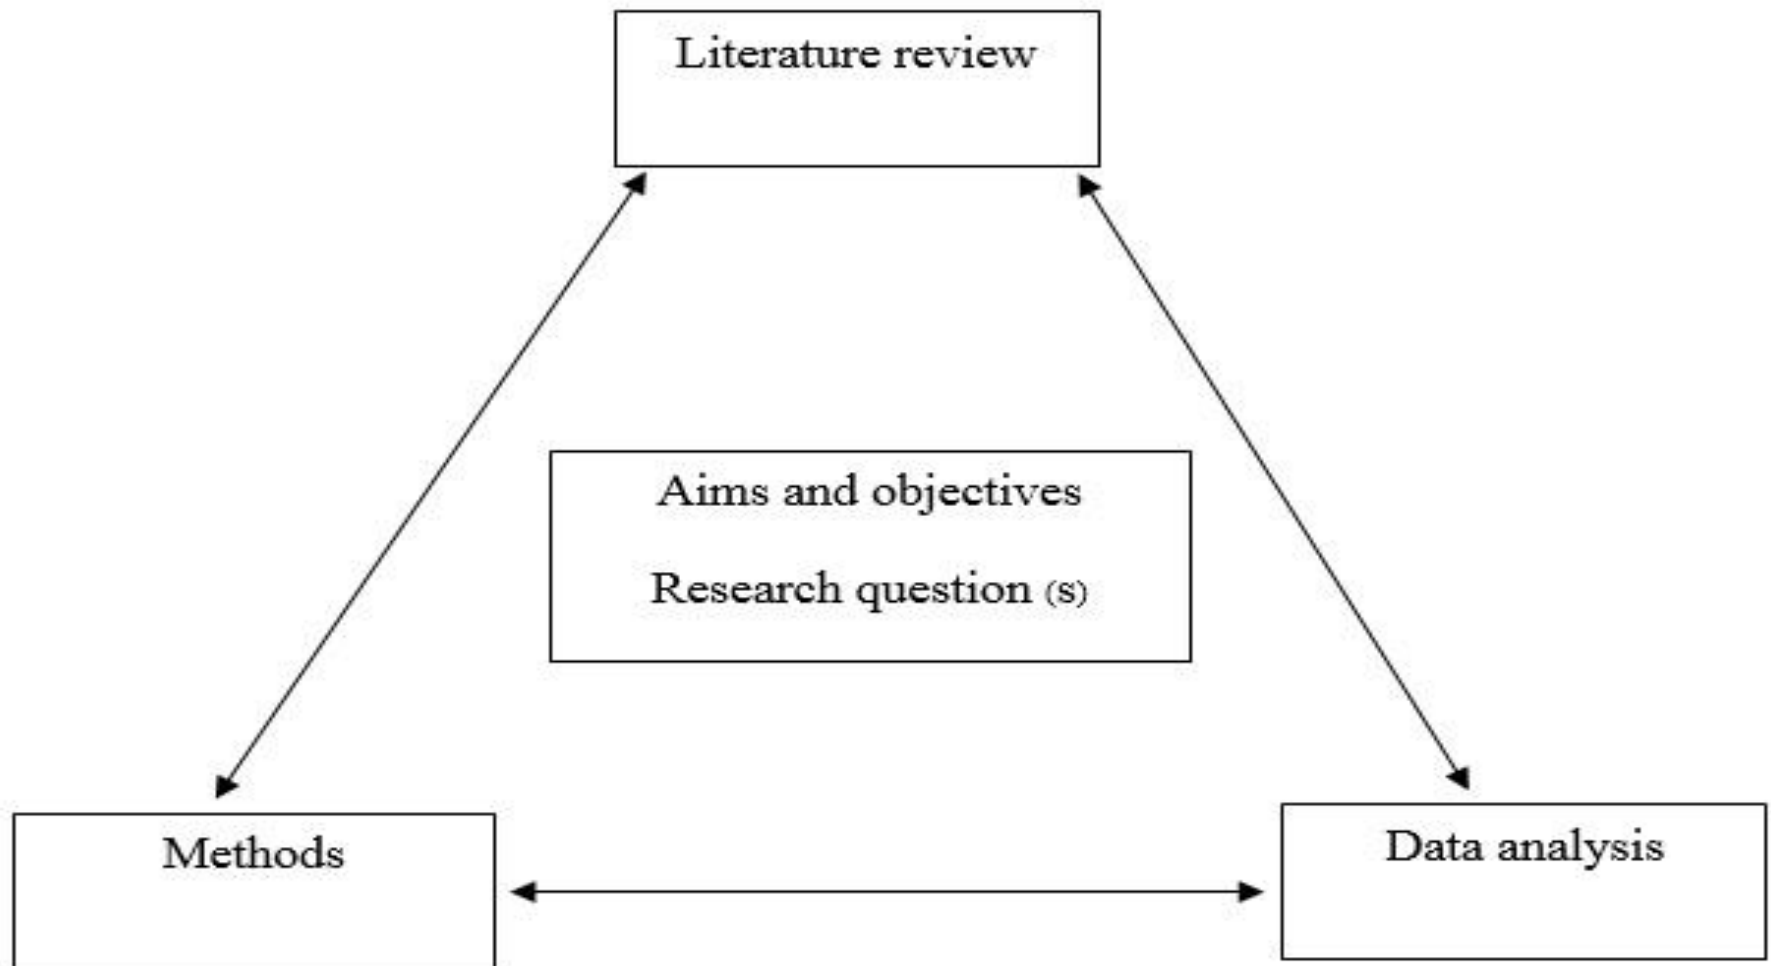 Literature review
Aims and objectives
Research question (s)
Methods
Data analysis